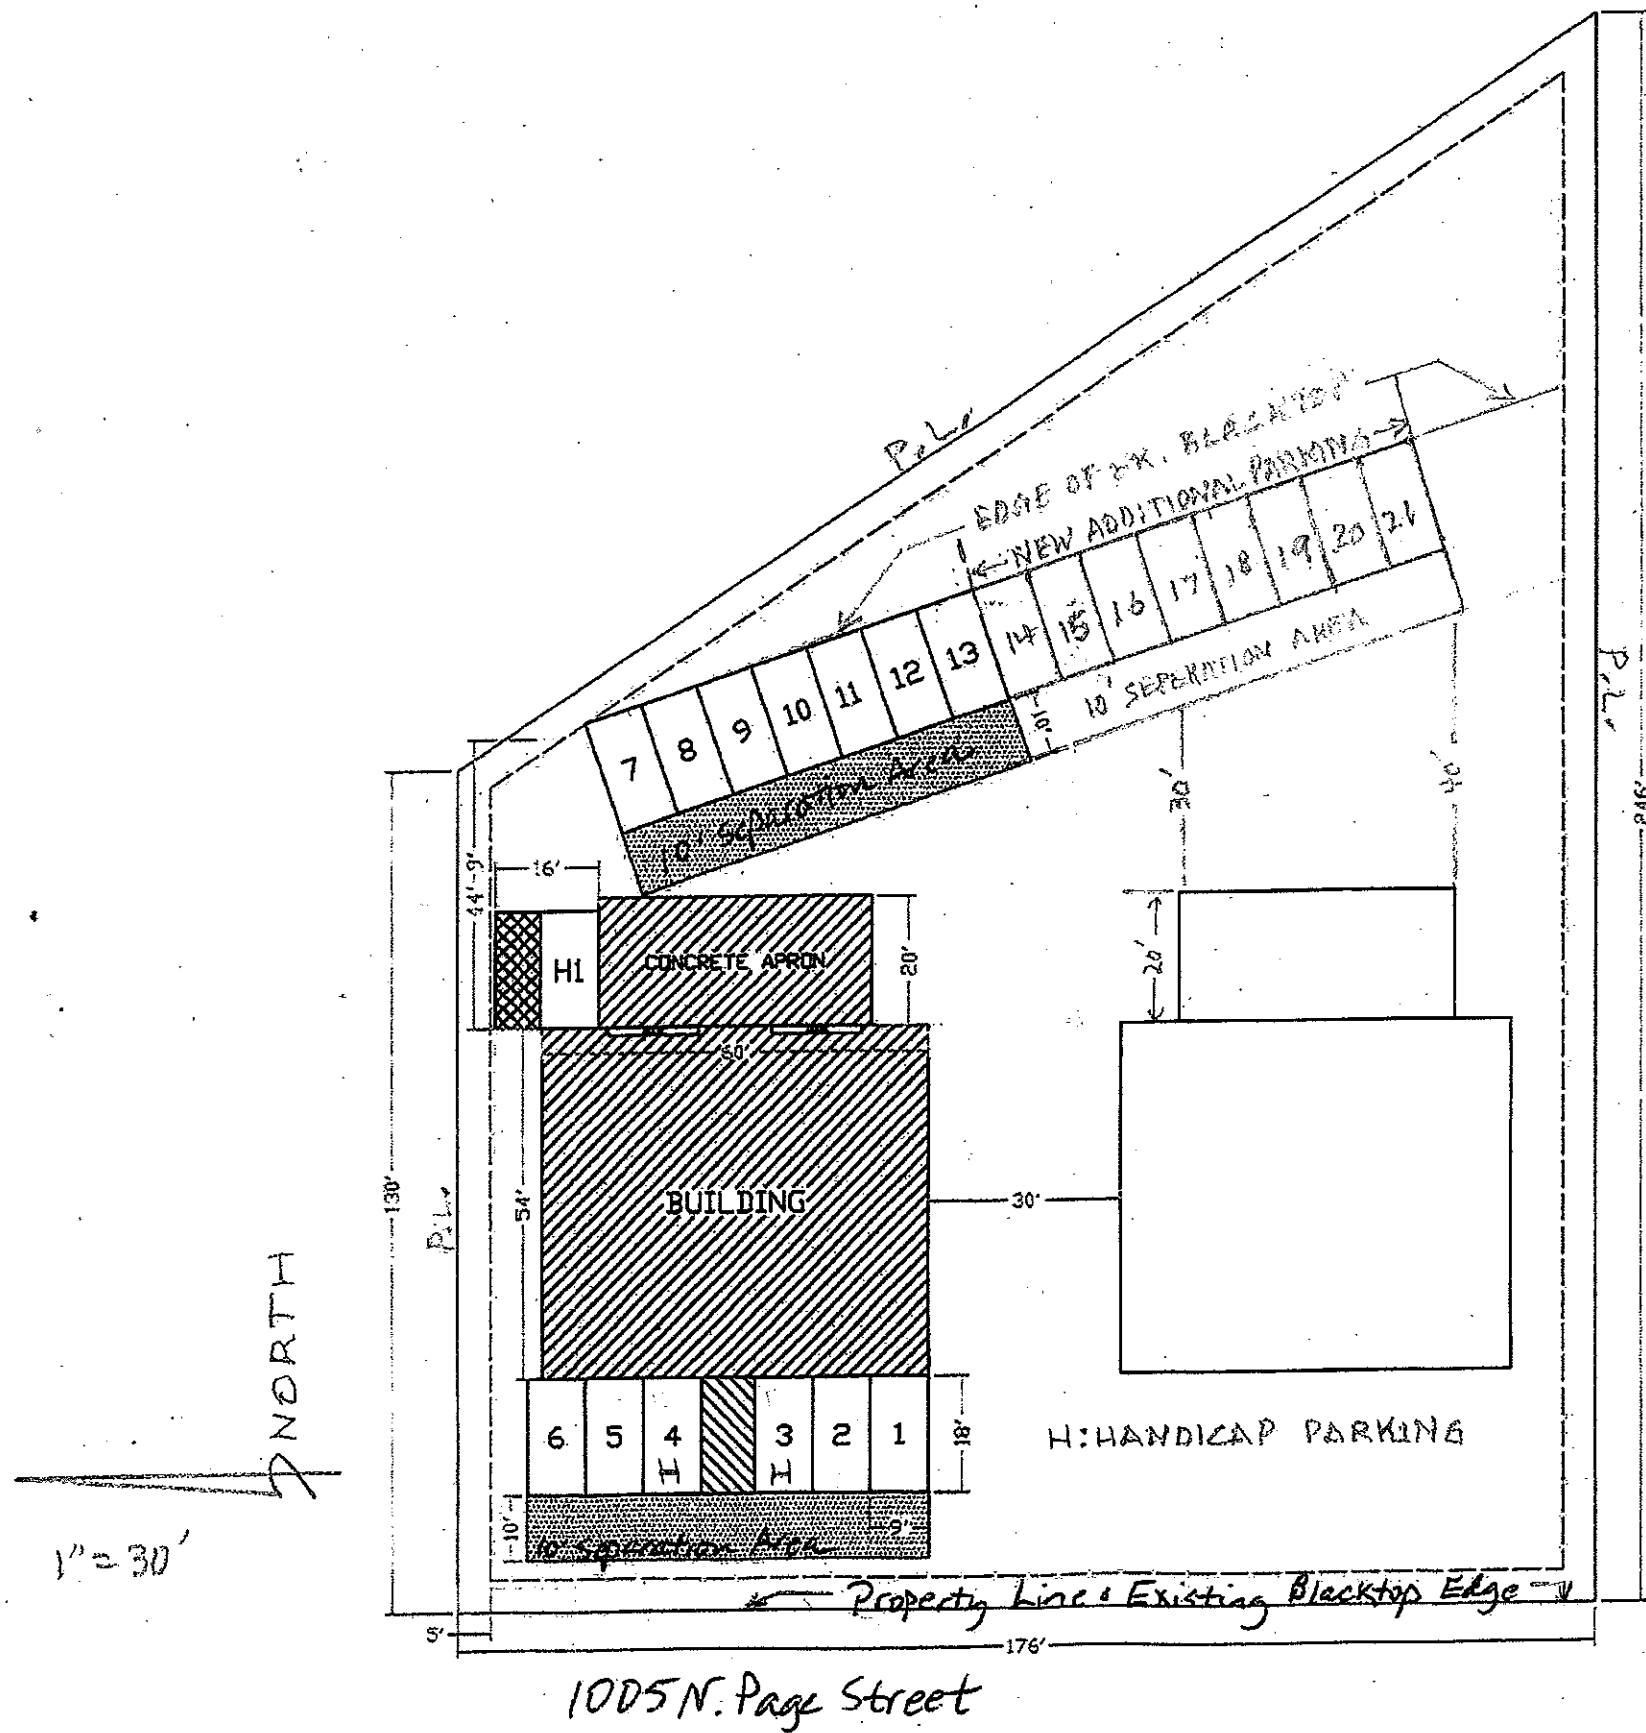 P.L.
EDGE OF EX. BLACKTOP
NEW ADDITIONAL PARKING
7
8
9
10
11
12
13
14
15
16
17
18
19
20
21
10' separation Area
10'
10' SEPERATION AREA
P.L.
30'
40'
246'
44'-9"
16'
H1
CONCRETE APRON
20'
20'
60'
130'
P.L.
54'
BUILDING
30'
6
5
4
H
3
H
2
1
18'
H:HANDICAP PARKING
NORTH
1"=30'
10'
10' separation Area
9'
Property Line & Existing Blacktop Edge
5'
176'
1005 N. Page Street